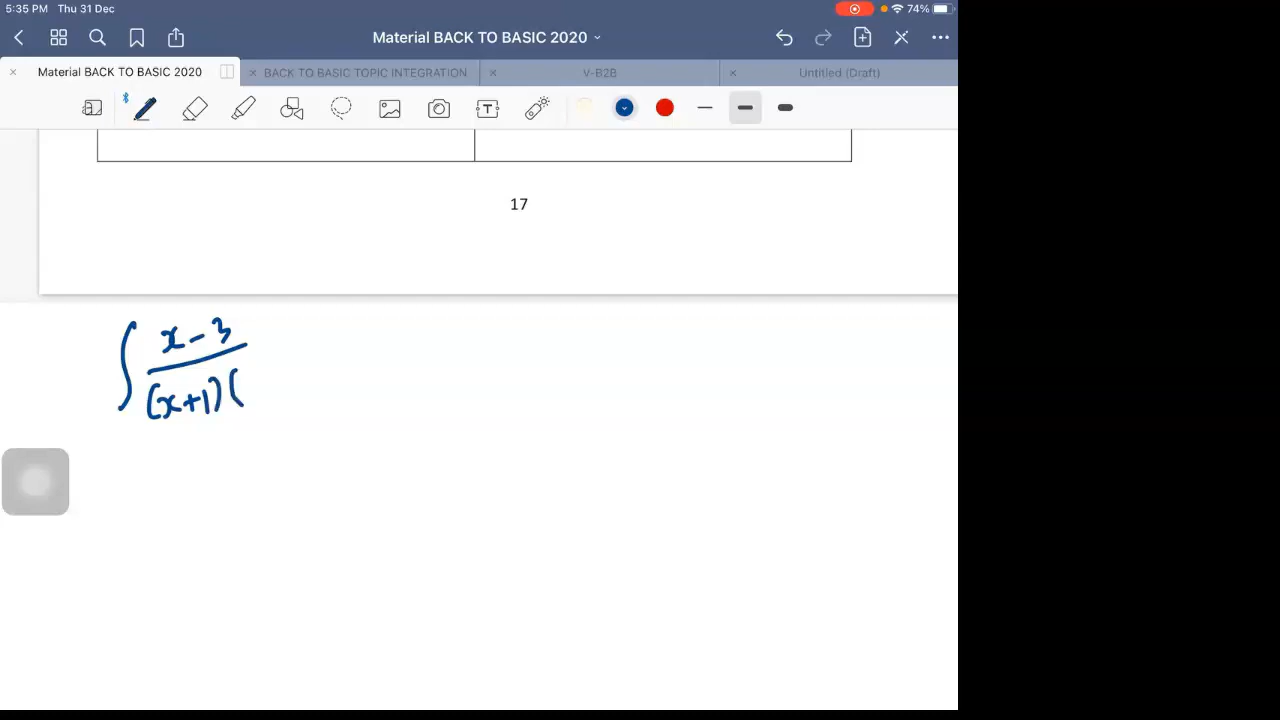 5:35 PM Thu 31 Dec 74%
Material BACK TO BASIC 2020
Material BACK TO BASIC 2020 BACK TO BASIC TOPIC INTEGRATION V-B2B Untitled (Draft)
17
∫ x - 3
(x+1)(